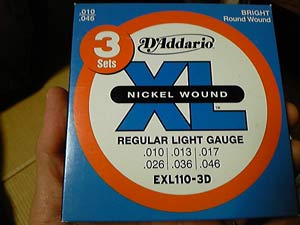 .010
.046
BRIGHT
Round Wound
3
Sets
D'Addario
XL
NICKEL WOUND
TM
REGULAR LIGHT GAUGE
.010 .013 .017
.026 .036 .046
EXL110-3D